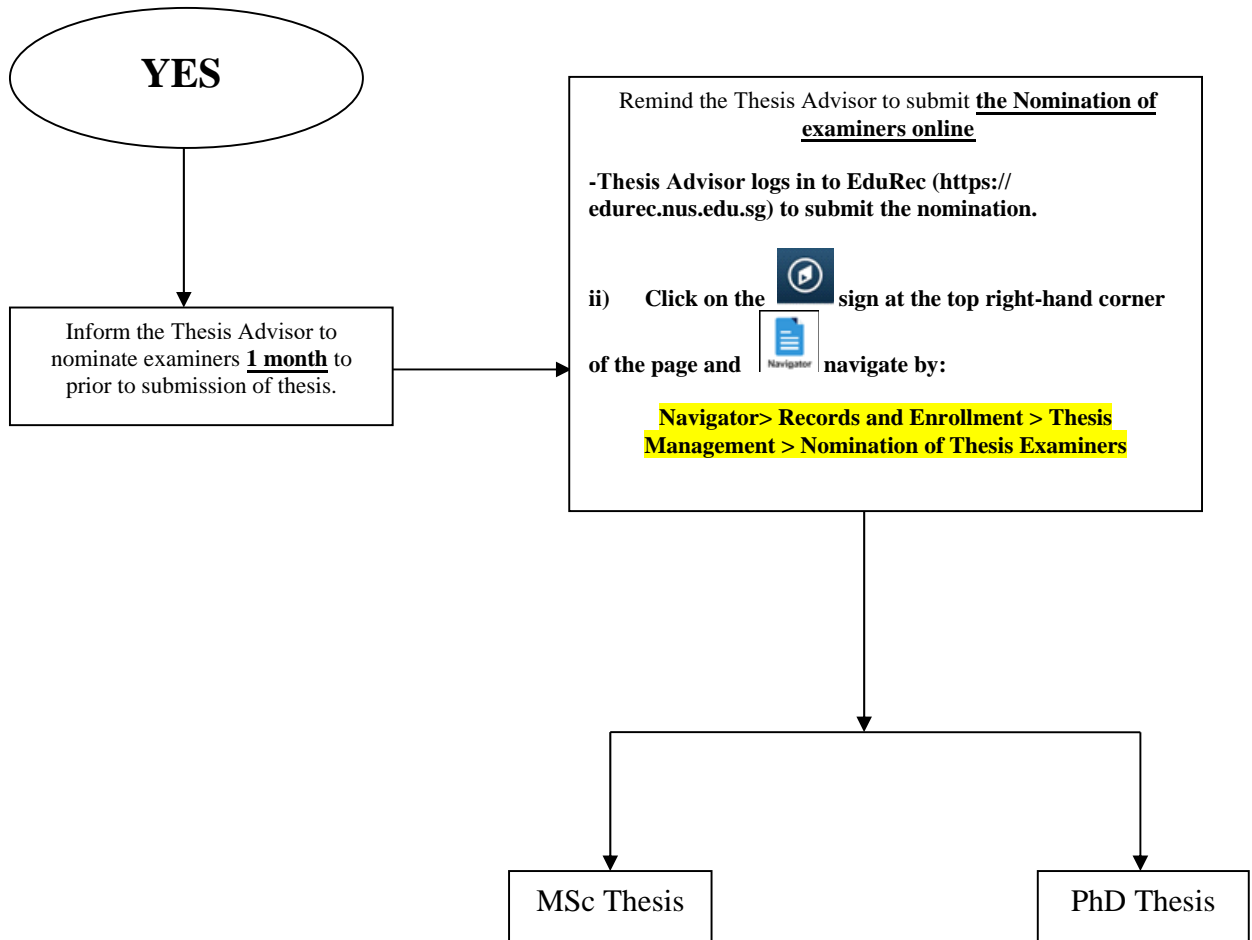 YES
Inform the Thesis Advisor to
nominate examiners 1 month to
prior to submission of thesis.
Remind the Thesis Advisor to submit the Nomination of
examiners online
-Thesis Advisor logs in to EduRec (https://
edurec.nus.edu.sg) to submit the nomination.
ii) Click on the sign at the top right-hand corner
of the page and Navigator navigate by:
Navigator> Records and Enrollment > Thesis
Management > Nomination of Thesis Examiners
MSc Thesis
PhD Thesis